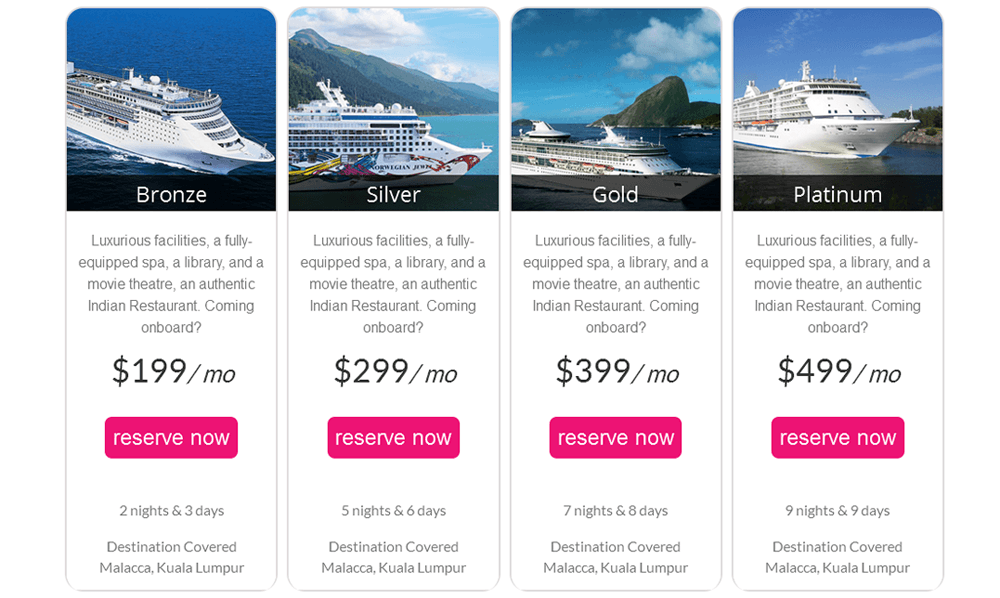 NORWEGIAN JEWEL
Bronze
Silver
Gold
Platinum
Luxurious facilities, a fully-
equipped spa, a library, and a
movie theatre, an authentic
Indian Restaurant. Coming
onboard?
$199/ mo
reserve now
2 nights & 3 days
Destination Covered
Malacca, Kuala Lumpur
Luxurious facilities, a fully-
equipped spa, a library, and a
movie theatre, an authentic
Indian Restaurant. Coming
onboard?
$299/ mo
reserve now
5 nights & 6 days
Destination Covered
Malacca, Kuala Lumpur
Luxurious facilities, a fully-
equipped spa, a library, and a
movie theatre, an authentic
Indian Restaurant. Coming
onboard?
$399/ mo
reserve now
7 nights & 8 days
Destination Covered
Malacca, Kuala Lumpur
Luxurious facilities, a fully-
equipped spa, a library, and a
movie theatre, an authentic
Indian Restaurant. Coming
onboard?
$499/ mo
reserve now
9 nights & 9 days
Destination Covered
Malacca, Kuala Lumpur